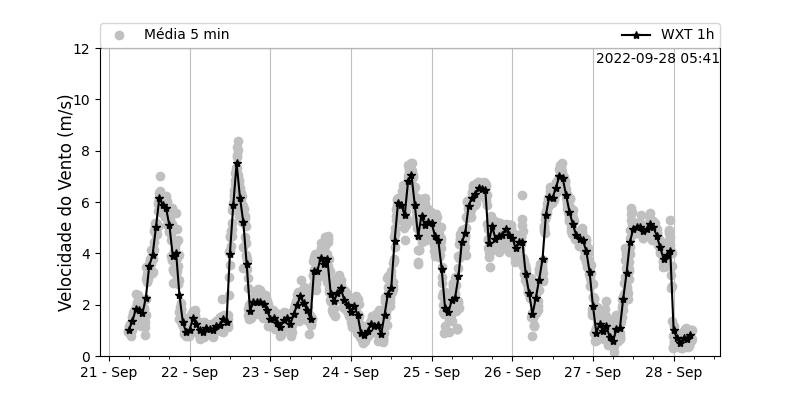 Média 5 min
WXT 1h
2022-09-28 05:41
Velocidade do Vento (m/s)
12
10
8
6
4
2
0
21 - Sep
22 - Sep
23 - Sep
24 - Sep
25 - Sep
26 - Sep
27 - Sep
28 - Sep